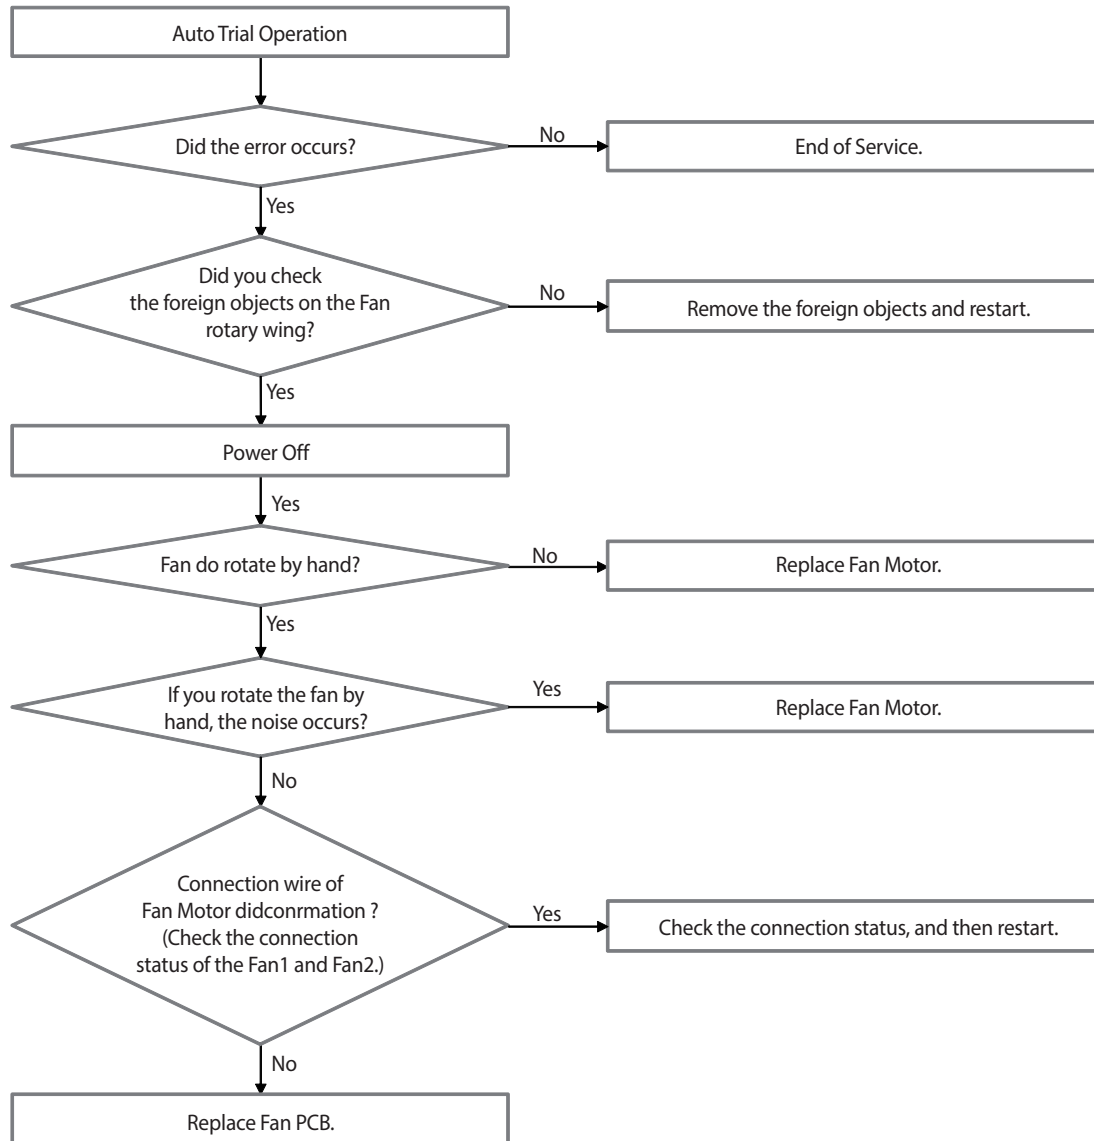 Auto Trial Operation
Did the error occurs?
No
End of Service.
Yes
Did you check
the foreign objects on the Fan
rotary wing?
No
Remove the foreign objects and restart.
Yes
Power Off
Yes
Fan do rotate by hand?
No
Replace Fan Motor.
Yes
If you rotate the fan by
hand, the noise occurs?
Yes
Replace Fan Motor.
No
Connection wire of
Fan Motor didconrmation ?
(Check the connection
status of the Fan1 and Fan2.)
Yes
Check the connection status, and then restart.
No
Replace Fan PCB.